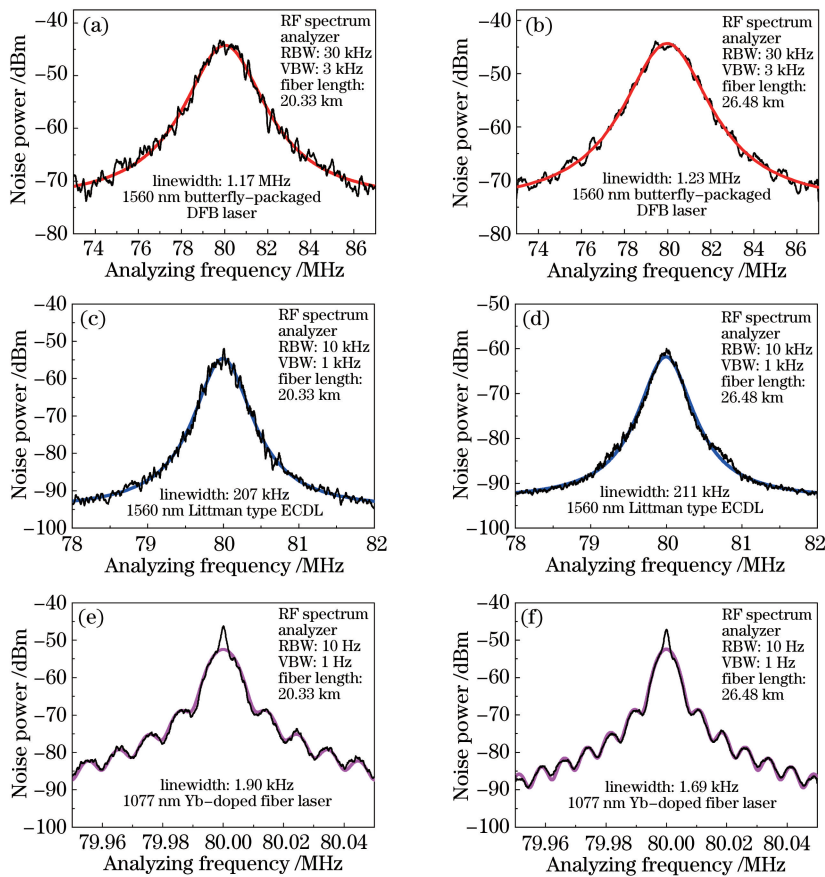 (a)
RF spectrum
analyzer
RBW: 30 kHz
VBW: 3 kHz
fiber length:
20.33 km
linewidth: 1.17 MHz
1560 nm butterfly-packaged
DFB laser
Noise power /dBm
-40
-50
-60
-70
-80
74 76 78 80 82 84 86
Analyzing frequency /MHz
(b)
RF spectrum
analyzer
RBW: 30 kHz
VBW: 3 kHz
fiber length:
26.48 km
linewidth: 1.23 MHz
1560 nm butterfly-packaged
DFB laser
Noise power /dBm
-40
-50
-60
-70
-80
74 76 78 80 82 84 86
Analyzing frequency /MHz
(c)
RF spectrum
analyzer
RBW: 10 kHz
VBW: 1 kHz
fiber length:
20.33 km
linewidth: 207 kHz
1560 nm Littman type ECDL
Noise power /dBm
-40
-50
-60
-70
-80
-90
-100
78 79 80 81 82
Analyzing frequency /MHz
(d)
RF spectrum
analyzer
RBW: 10 kHz
VBW: 1 kHz
fiber length:
26.48 km
linewidth: 211 kHz
1560 nm Littman type ECDL
Noise power /dBm
-50
-60
-70
-80
-90
-100
78 79 80 81 82
Analyzing frequency /MHz
(e)
RF spectrum
analyzer
RBW: 10 Hz
VBW: 1 Hz
fiber length:
20.33 km
linewidth: 1.90 kHz
1077 nm Yb-doped fiber laser
Noise power /dBm
-40
-50
-60
-70
-80
-90
-100
79.96 79.98 80.00 80.02 80.04
Analyzing frequency /MHz
(f)
RF spectrum
analyzer
RBW: 10 Hz
VBW: 1 Hz
fiber length:
26.48 km
linewidth: 1.69 kHz
1077 nm Yb-doped fiber laser
Noise power /dBm
-40
-50
-60
-70
-80
-90
-100
79.96 79.98 80.00 80.02 80.04
Analyzing frequency /MHz